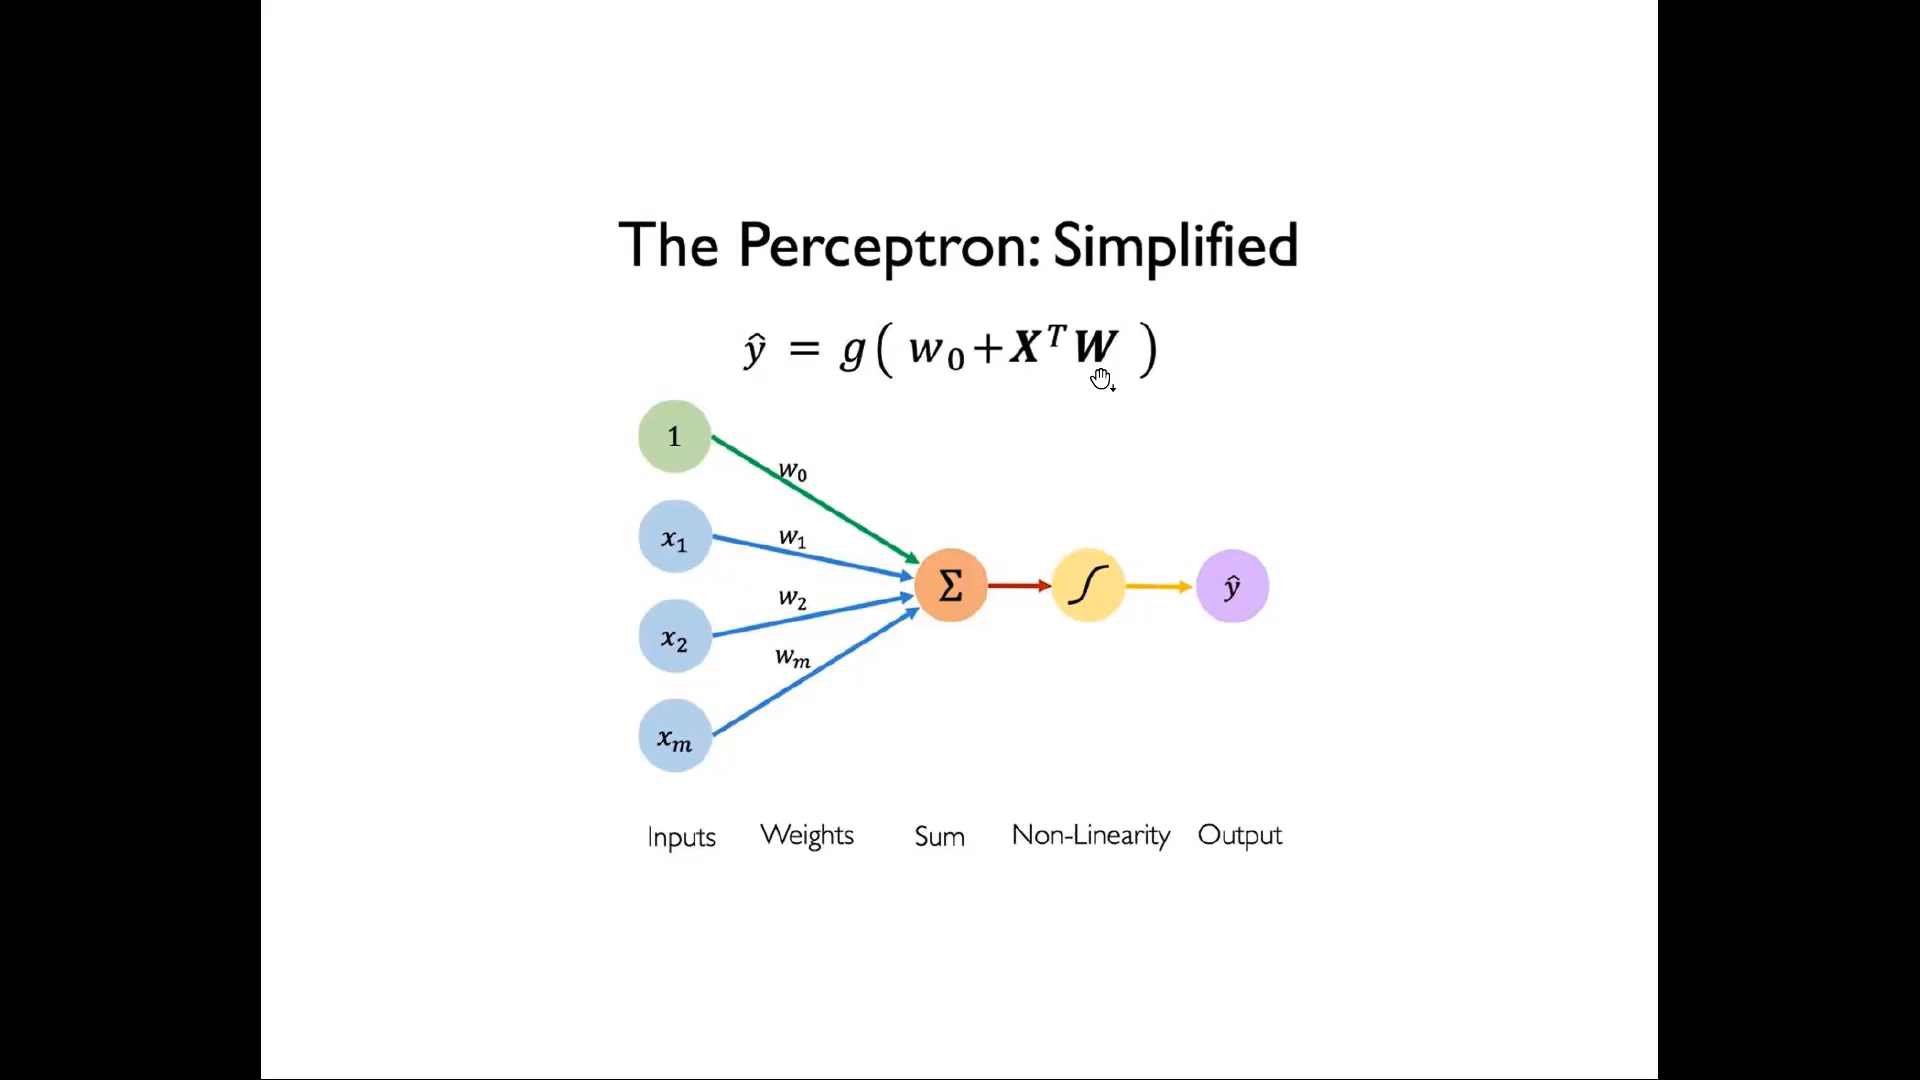 The Perceptron: Simplified
ŷ = g ( w₀ + XᵀW )
1
w₀
x₁
w₁
x₂
w₂
xₘ
wₘ
Σ
∫
ŷ
Inputs Weights Sum Non-Linearity Output